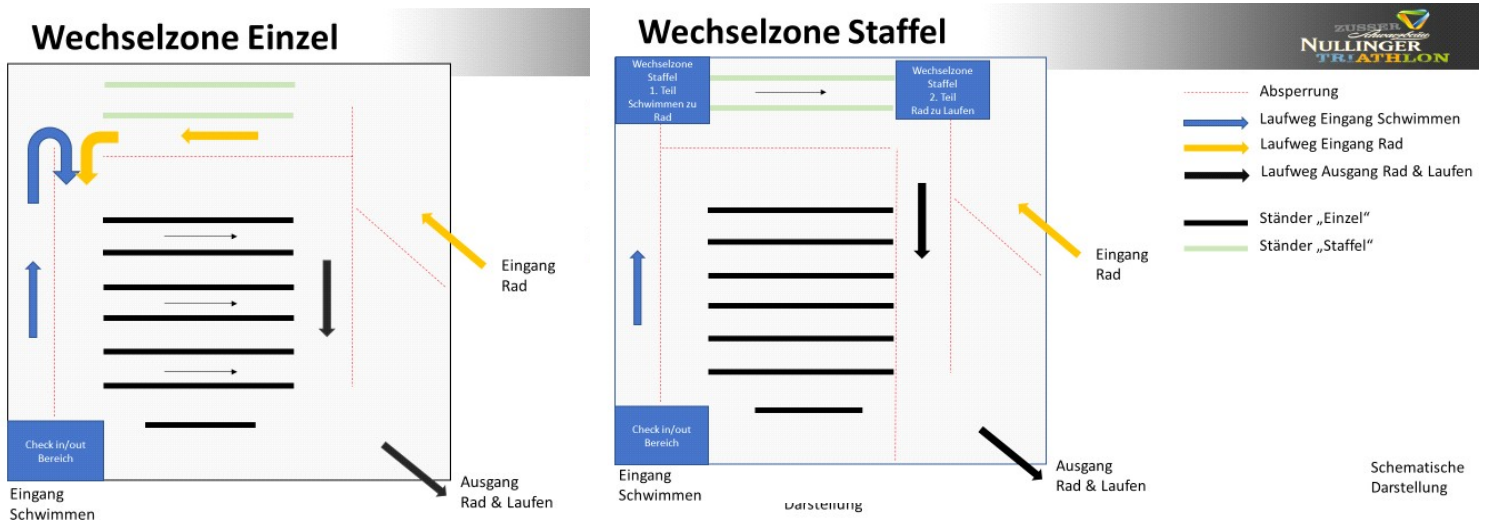 Wechselzone Einzel
Check in/out
Bereich
Eingang
Schwimmen
Eingang
Rad
Ausgang
Rad & Laufen
Wechselzone Staffel
Wechselzone
Staffel
1. Teil
Schwimmen zu
Rad
Wechselzone
Staffel
2. Teil
Rad zu Laufen
Check in/out
Bereich
Eingang
Schwimmen
Eingang
Rad
Ausgang
Rad & Laufen
Darstellung
ZUSSER
Schwarzbräu
NULLINGER
TRIATHLON
Absperrung
Laufweg Eingang Schwimmen
Laufweg Eingang Rad
Laufweg Ausgang Rad & Laufen
Ständer „Einzel“
Ständer „Staffel“
Schematische
Darstellung